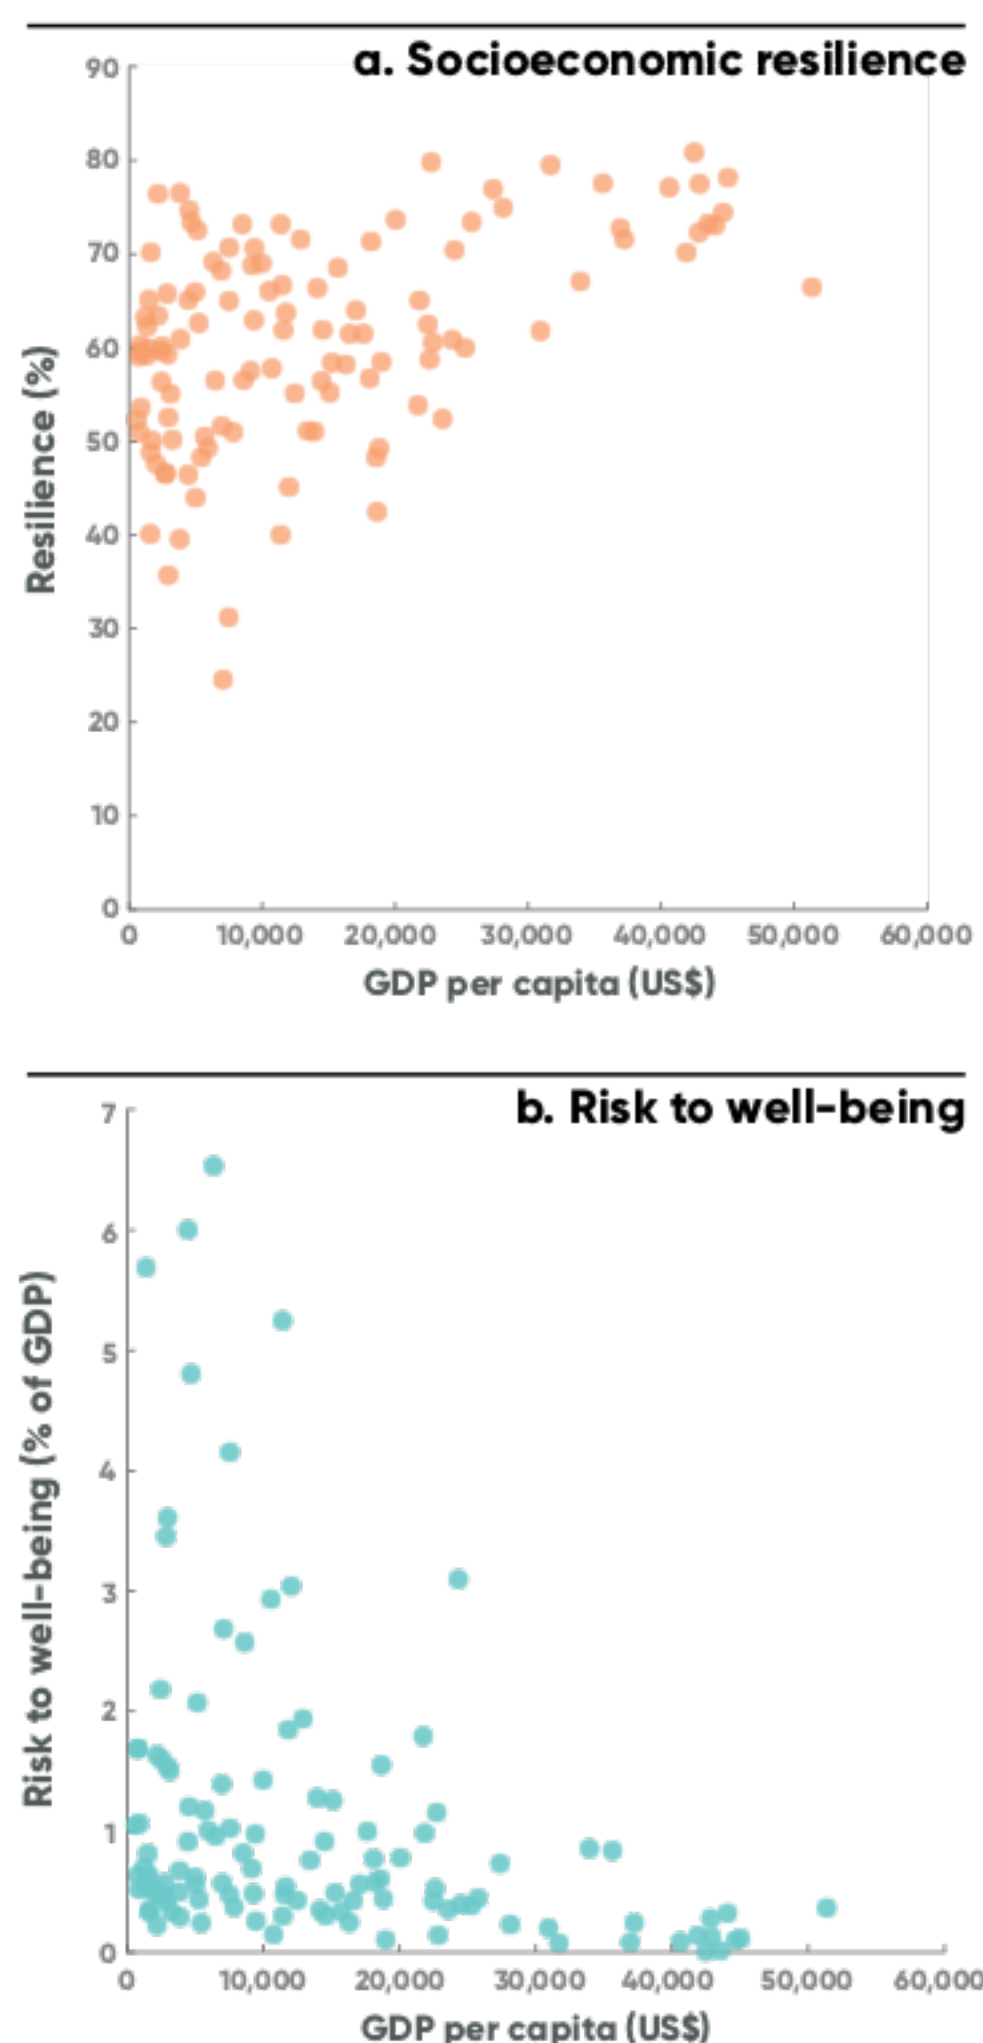 a. Socioeconomic resilience
90
80
70
60
50
40
30
20
10
0
Resilience (%)
0 10,000 20,000 30,000 40,000 50,000 60,000
GDP per capita (US$)
b. Risk to well-being
7
6
5
4
3
2
1
0
Risk to well-being (% of GDP)
0 10,000 20,000 30,000 40,000 50,000 60,000
GDP per capita (US$)